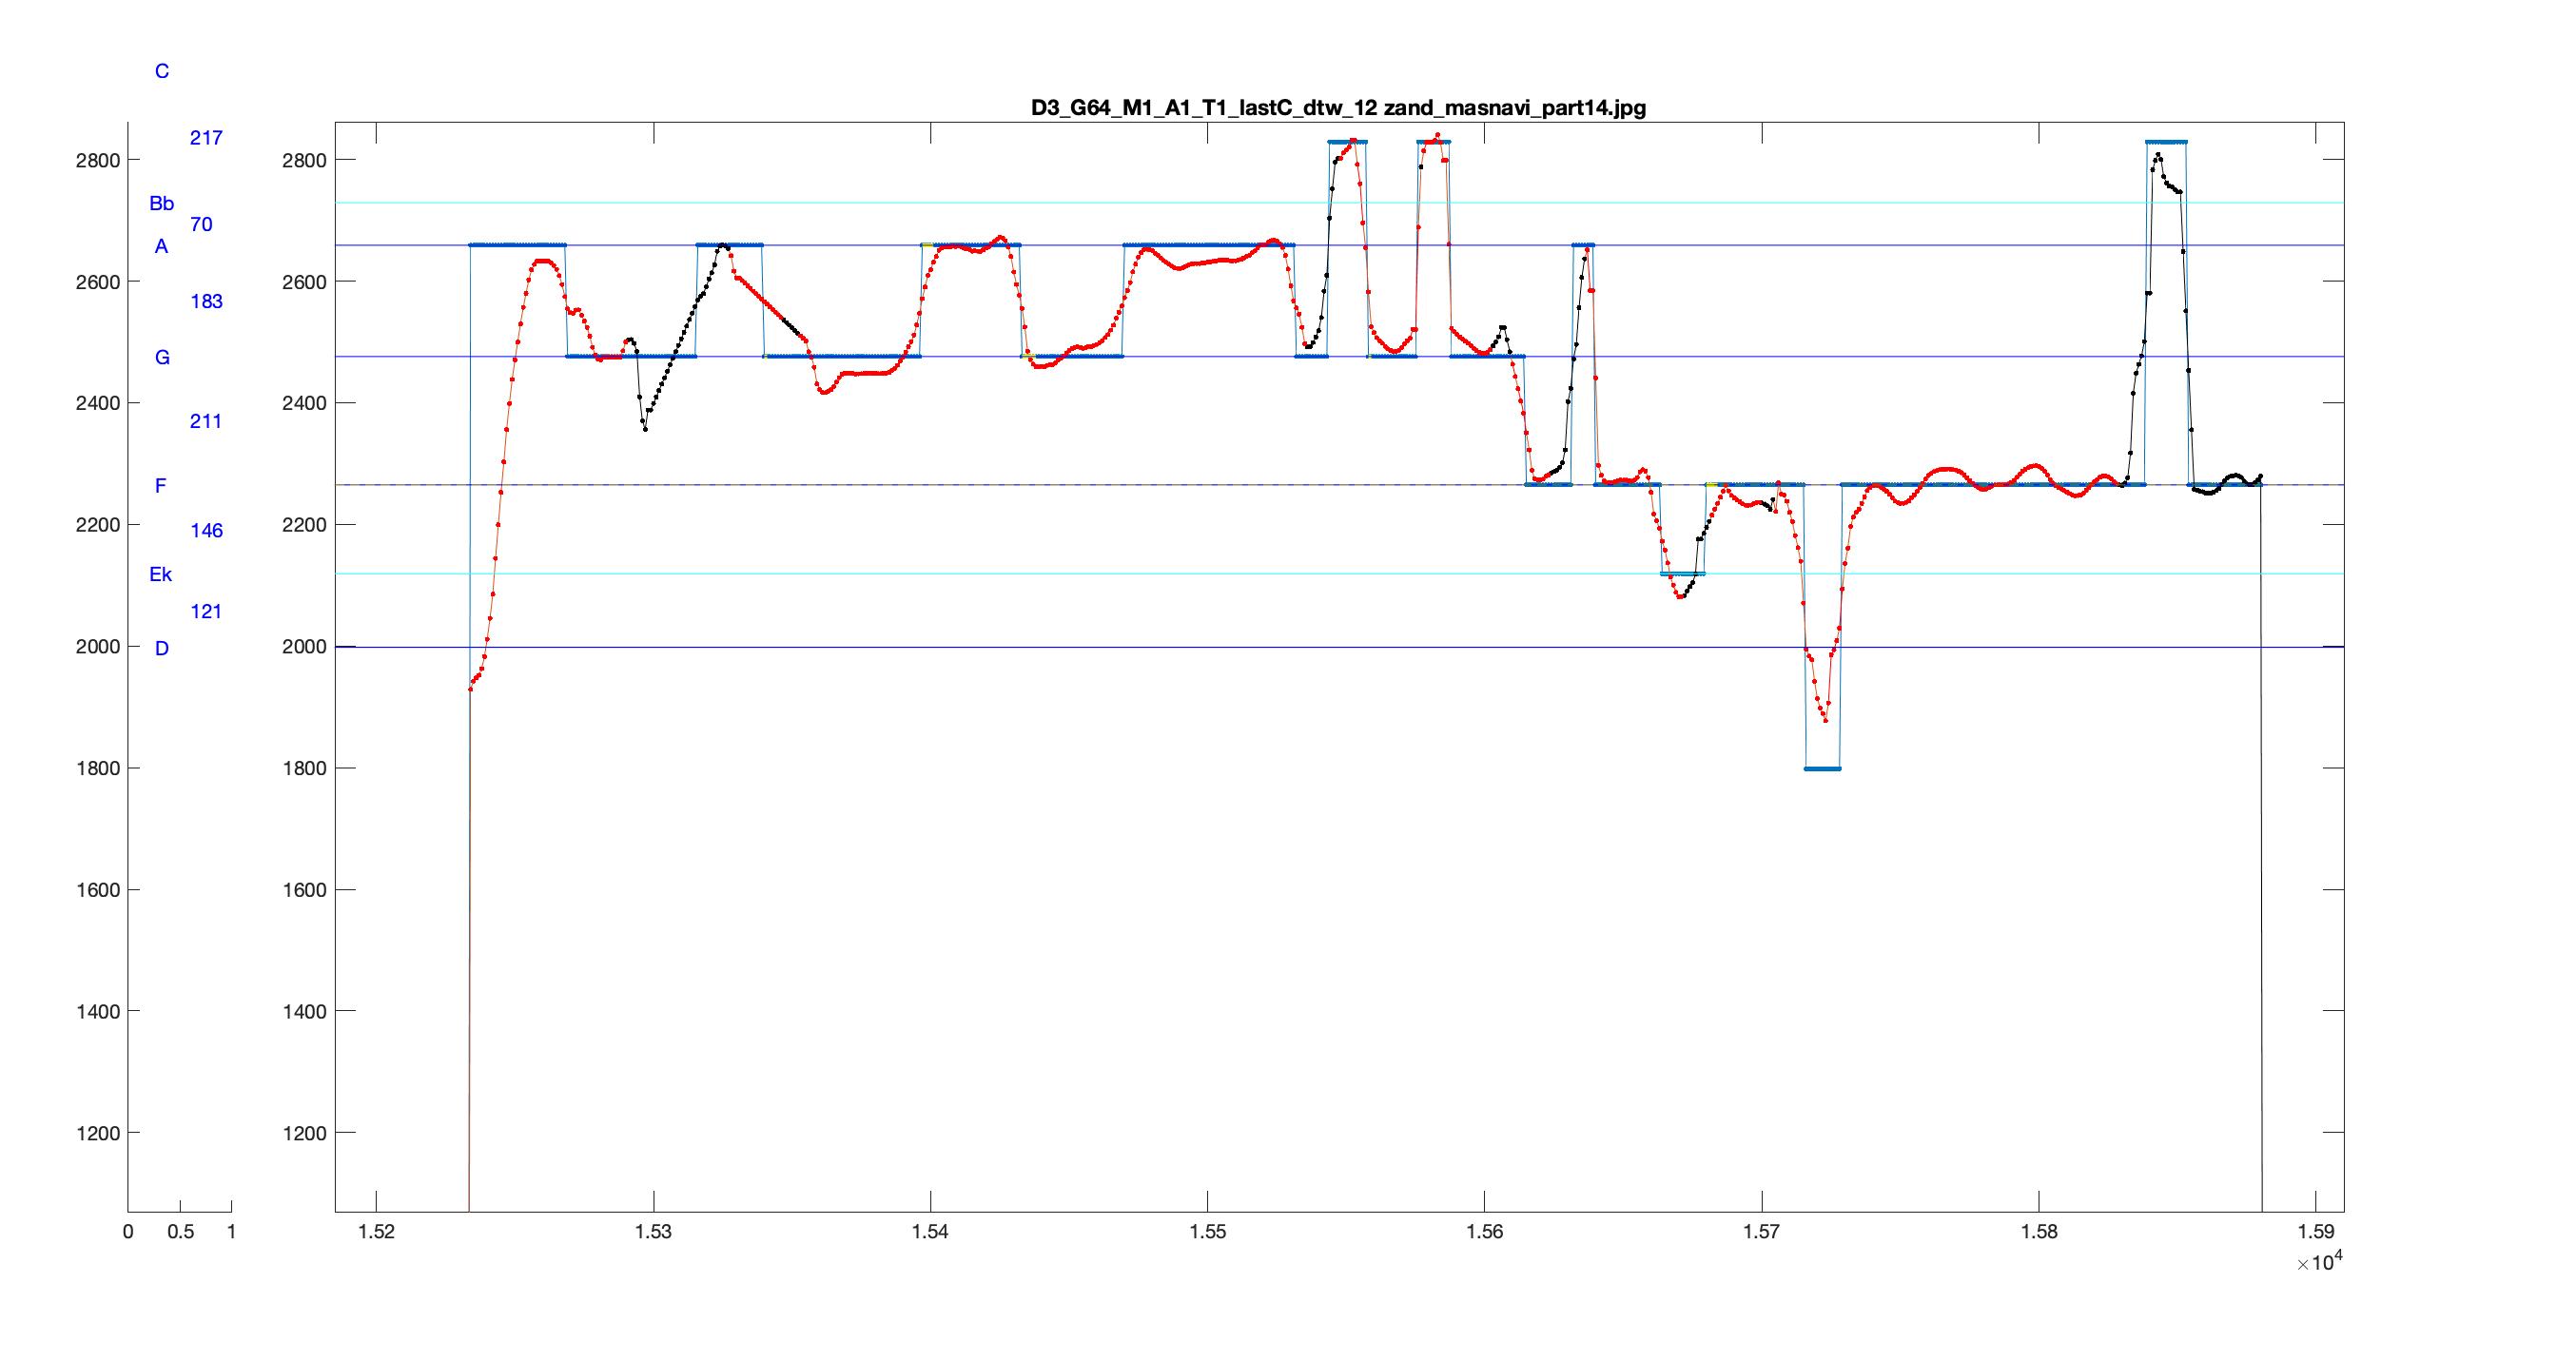 C
D3_G64_M1_A1_T1_lastC_dtw_12 zand_masnavi_part14.jpg
217
2800 2800
Bb
70
A
2600 183 2600
G
2400 211 2400
F
2200 146 2200
Ek
121
2000 D 2000
1800 1800
1600 1600
1400 1400
1200 1200
0 0.5 1 1.52 1.53 1.54 1.55 1.56 1.57 1.58 1.59
×10⁴